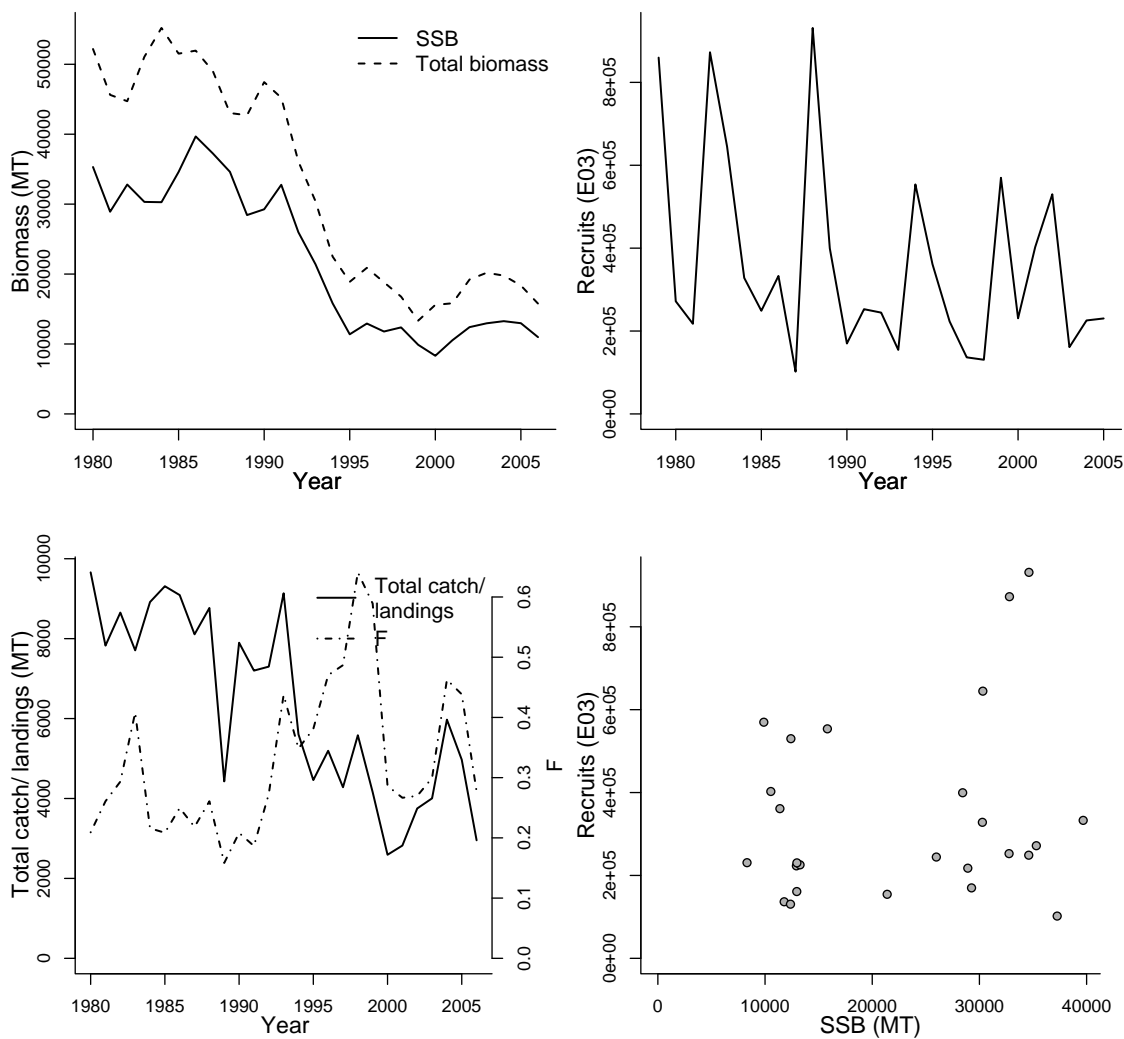 SSB
Total biomass
Biomass (MT)
0
10000
20000
30000
40000
50000
1980
1985
1990
1995
2000
2005
Year
Recruits (E03)
0e+00
2e+05
4e+05
6e+05
8e+05
1980
1985
1990
1995
2000
2005
Year
Total catch/
landings
F
Total catch/ landings (MT)
0
2000
4000
6000
8000
10000
0.0
0.1
0.2
0.3
0.4
0.5
0.6
F
1980
1985
1990
1995
2000
2005
Year
Recruits (E03)
0e+00
2e+05
4e+05
6e+05
8e+05
0
10000
20000
30000
40000
SSB (MT)